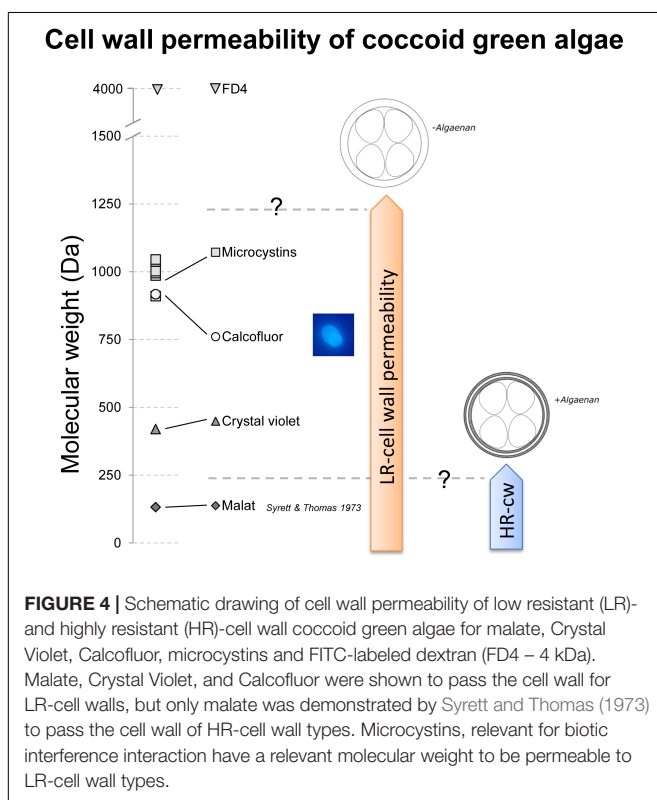 Cell wall permeability of coccoid green algae
4000
FD4
-Algaenan
1500
1250
?
Microcystins
1000
Molecular weight (Da)
LR-cell wall permeability
750
Calcofluor
+Algaenan
500
Crystal violet
250
?
HR-cw
Malat Syrett & Thomas 1973
0
FIGURE 4 | Schematic drawing of cell wall permeability of low resistant (LR)-
and highly resistant (HR)-cell wall coccoid green algae for malate, Crystal
Violet, Calcofluor, microcystins and FITC-labeled dextran (FD4 – 4 kDa).
Malate, Crystal Violet, and Calcofluor were shown to pass the cell wall for
LR-cell walls, but only malate was demonstrated by Syrett and Thomas (1973)
to pass the cell wall of HR-cell wall types. Microcystins, relevant for biotic
interference interaction have a relevant molecular weight to be permeable to
LR-cell wall types.